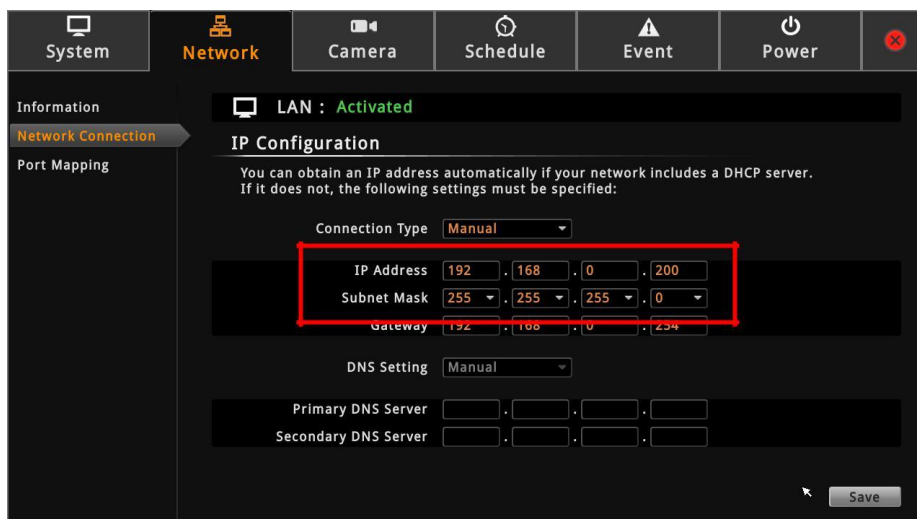 System Network Camera Schedule Event Power
Information
Network Connection
Port Mapping
LAN : Activated
IP Configuration
You can obtain an IP address automatically if your network includes a DHCP server.
If it does not, the following settings must be specified:
Connection Type Manual
IP Address 192 . 168 . 0 . 200
Subnet Mask 255 . 255 . 255 . 0
Gateway 192 . 168 . 0 . 254
DNS Setting Manual
Primary DNS Server . . .
Secondary DNS Server . . .
Save